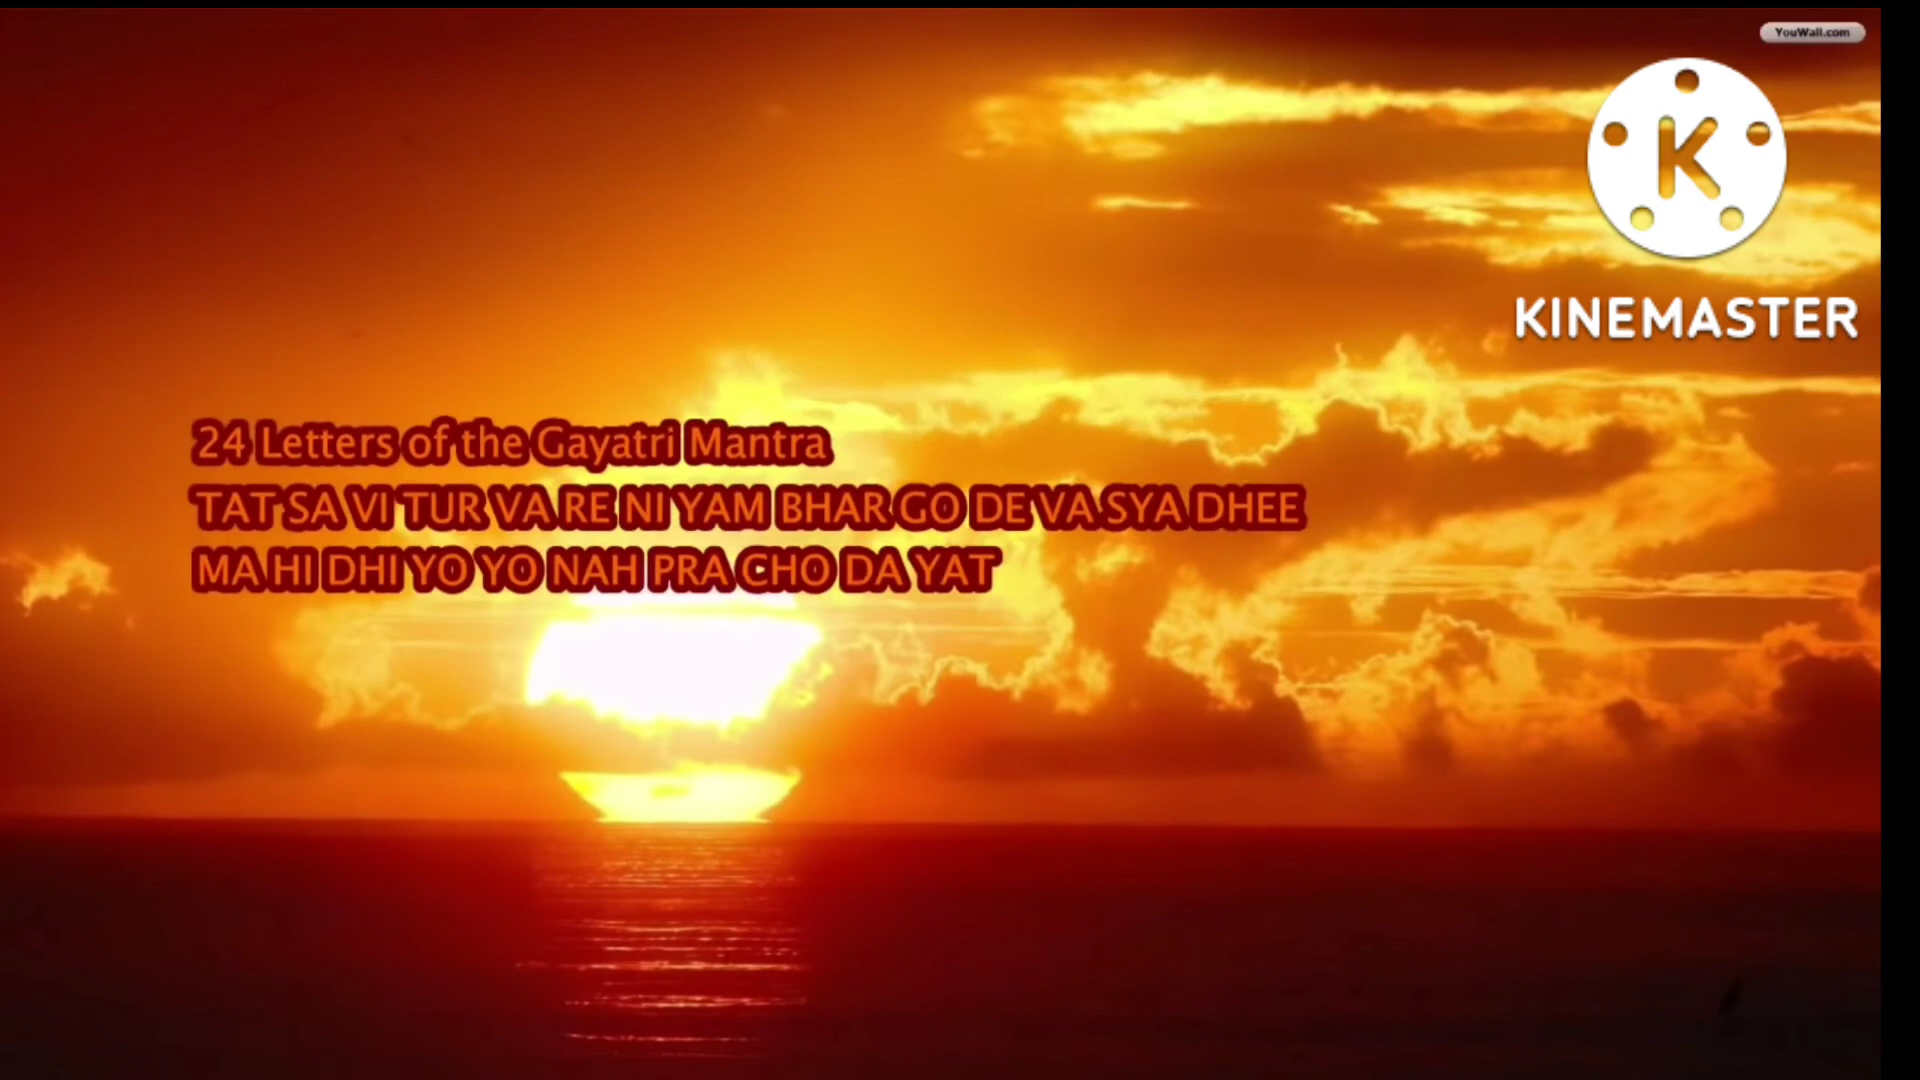 YouWall.com
K
KINEMASTER
24 Letters of the Gayatri Mantra
TAT SA VI TUR VA RE NI YAM BHAR GO DE VA SYA DHEE
MA HI DHI YO YO NAH PRA CHO DA YAT